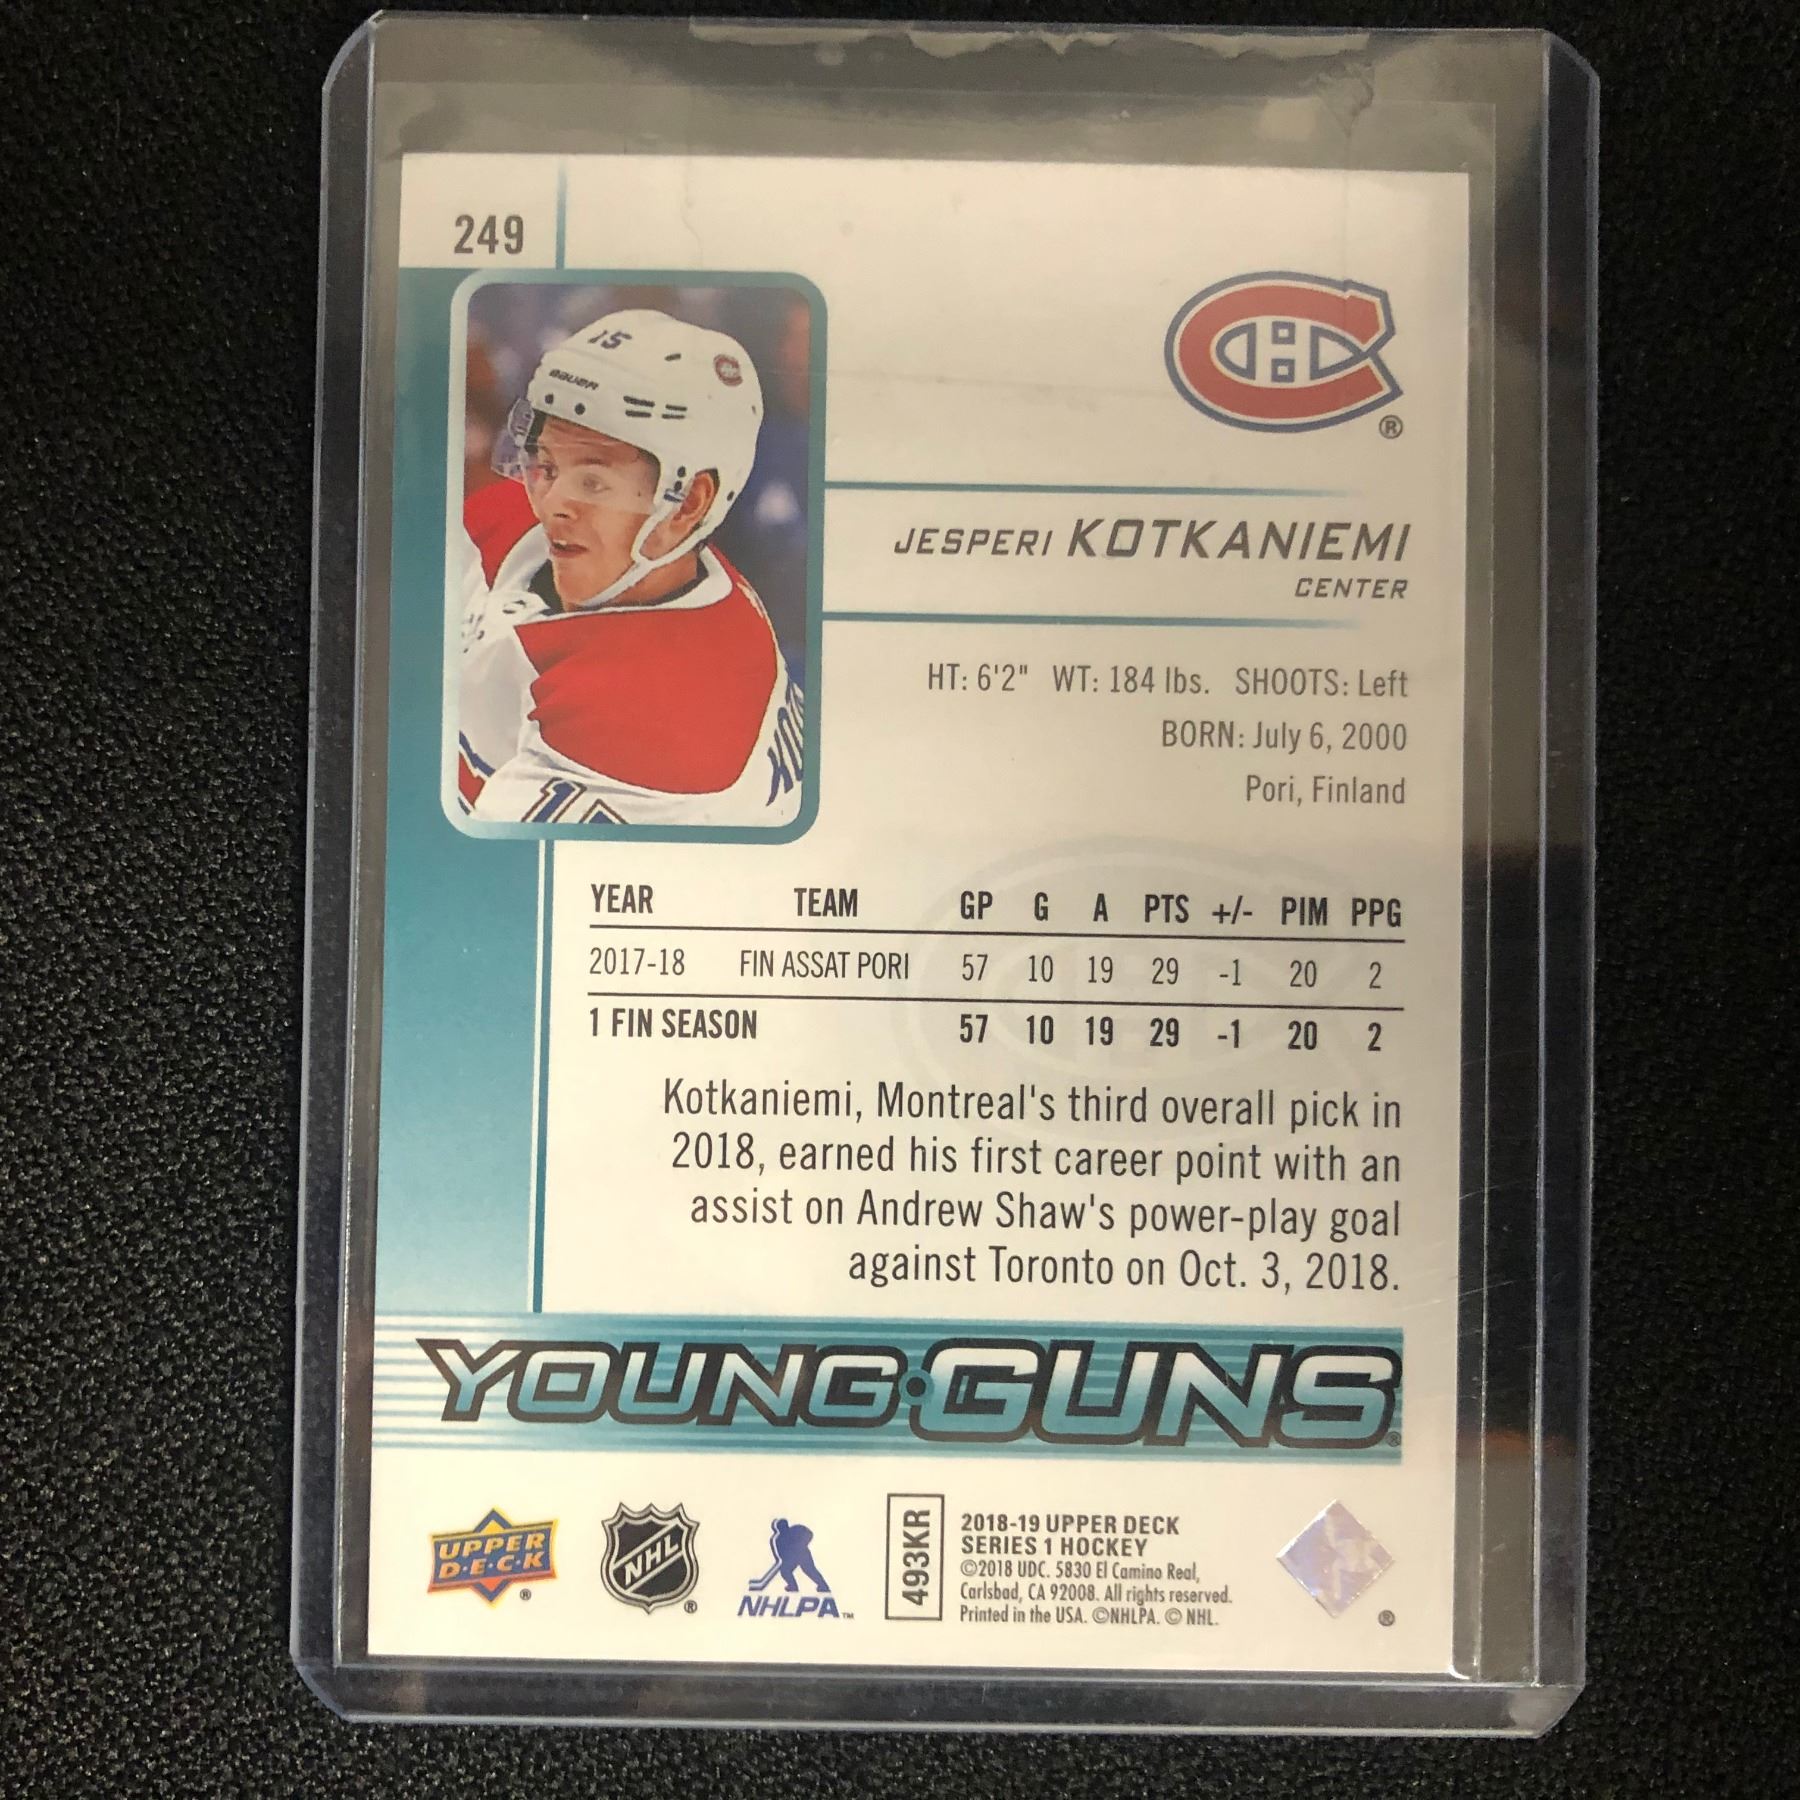 249
15
BAUER
®
JESPERI KOTKANIEMI
CENTER
HT: 6'2" WT: 184 lbs. SHOOTS: Left
BORN: July 6, 2000
Pori, Finland
YEAR TEAM GP G A PTS +/- PIM PPG
2017-18 FIN ASSAT PORI 57 10 19 29 -1 20 2
1 FIN SEASON 57 10 19 29 -1 20 2
Kotkaniemi, Montreal's third overall pick in
2018, earned his first career point with an
assist on Andrew Shaw's power-play goal
against Toronto on Oct. 3, 2018.
YOUNG·GUNS®
UPPER
D·E·C·K ®
NHL ®
NHLPA™
493KR
2018-19 UPPER DECK
SERIES 1 HOCKEY
©2018 UDC. 5830 El Camino Real,
Carlsbad, CA 92008. All rights reserved.
Printed in the USA. ©NHLPA. © NHL.
®